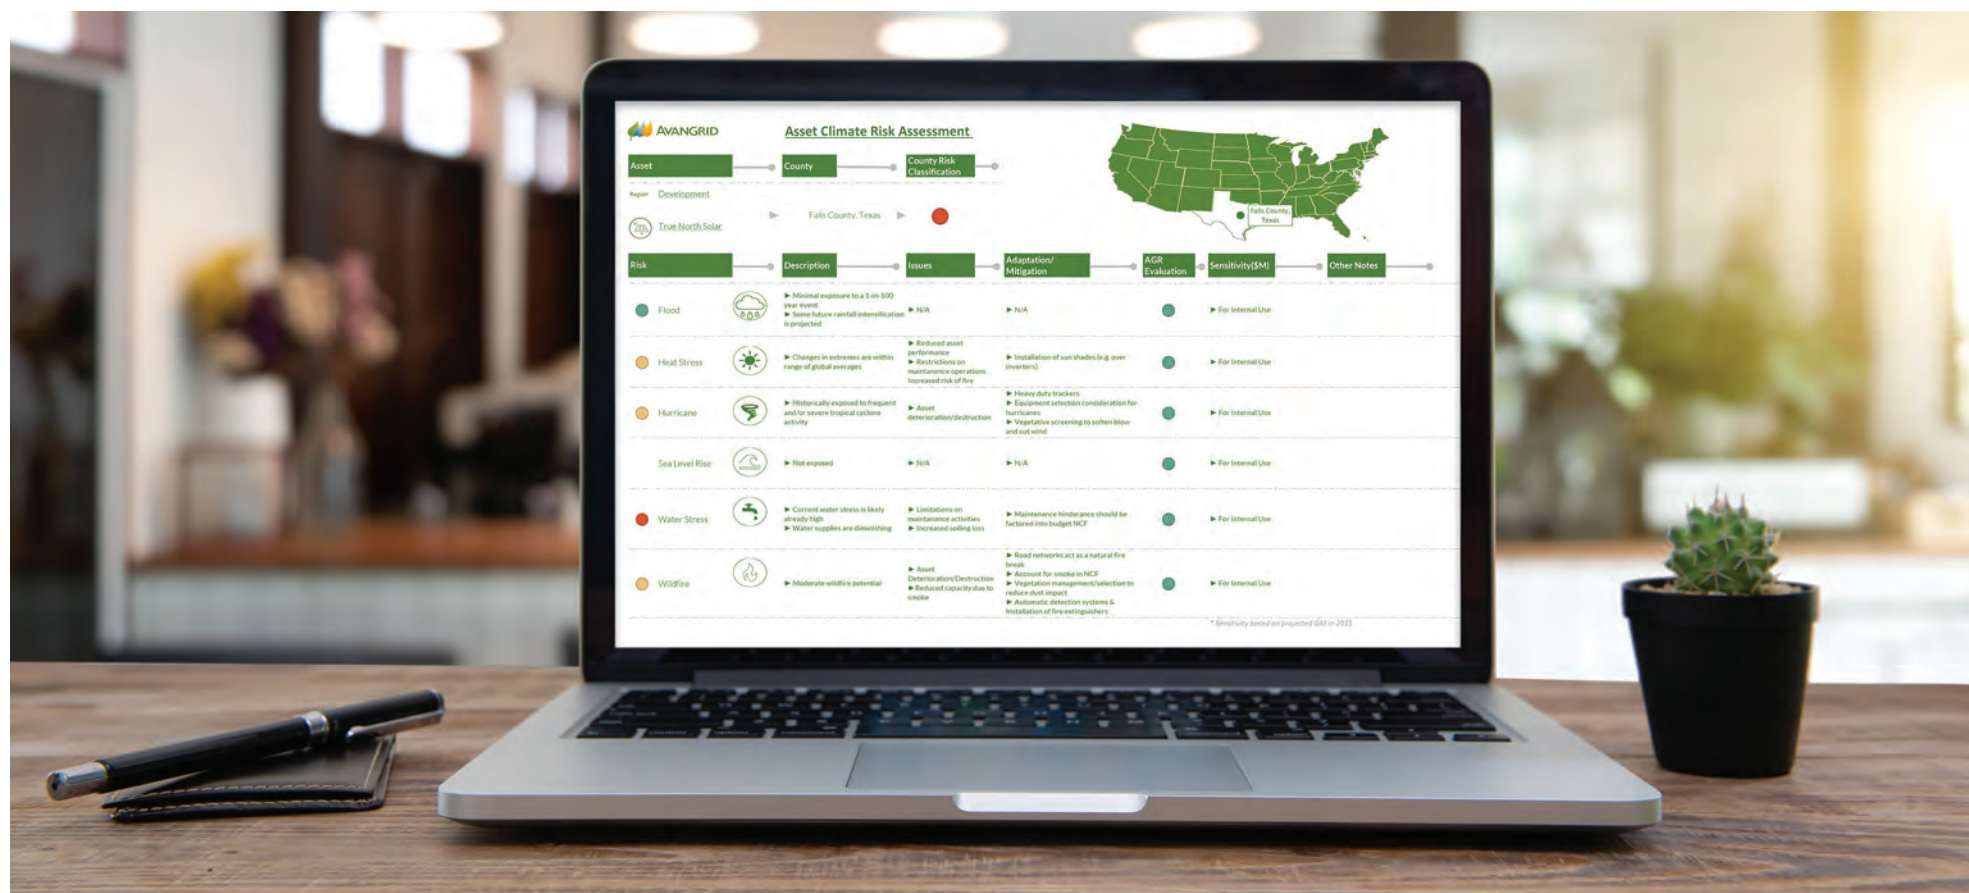 AVANGRID
Asset Climate Risk Assessment
Asset
County
County Risk
Classification
Region
Development
Falls County, Texas
True North Solar
Falls County,
Texas
Risk
Description
Issues
Adaptation/
Mitigation
AGR
Evaluation
Sensitivity($M)
Other Notes
Flood
► Minimal exposure to a 1-in-100
year event
► Some future rainfall intensification
is projected
► N/A
► N/A
► For Internal Use
Heat Stress
► Changes in extremes are within
range of global averages
► Reduced asset
performance
► Restrictions on
maintanence operations
Increased risk of fire
► Installation of sun shades (e.g. over
inverters)
► For Internal Use
Hurricane
► Historically exposed to frequent
and/or severe tropical cyclone
activity
► Asset
deterioration/destruction
► Heavy duty trackers
► Equipment selection consideration for
hurricanes
► Vegetative screening to soften blow
and cut wind
► For Internal Use
Sea Level Rise
► Not exposed
► N/A
► N/A
► For Internal Use
Water Stress
► Current water stress is likely
already high
► Water supplies are diminishing
► Limitations on
maintanance activities
► Increased soiling loss
► Maintenance hinderance should be
factored into budget NCF
► For Internal Use
Wildfire
► Moderate wildfire potential
► Asset
Deterioration/Destruction
► Reduced capacity due to
smoke
► Road networks act as a natural fire
break
► Account for smoke in NCF
► Vegetation management/selection to
reduce dust impact
► Automatic detection systems &
Installation of fire extinguishers
► For Internal Use
* Sensitivity based on projected GM in 2035